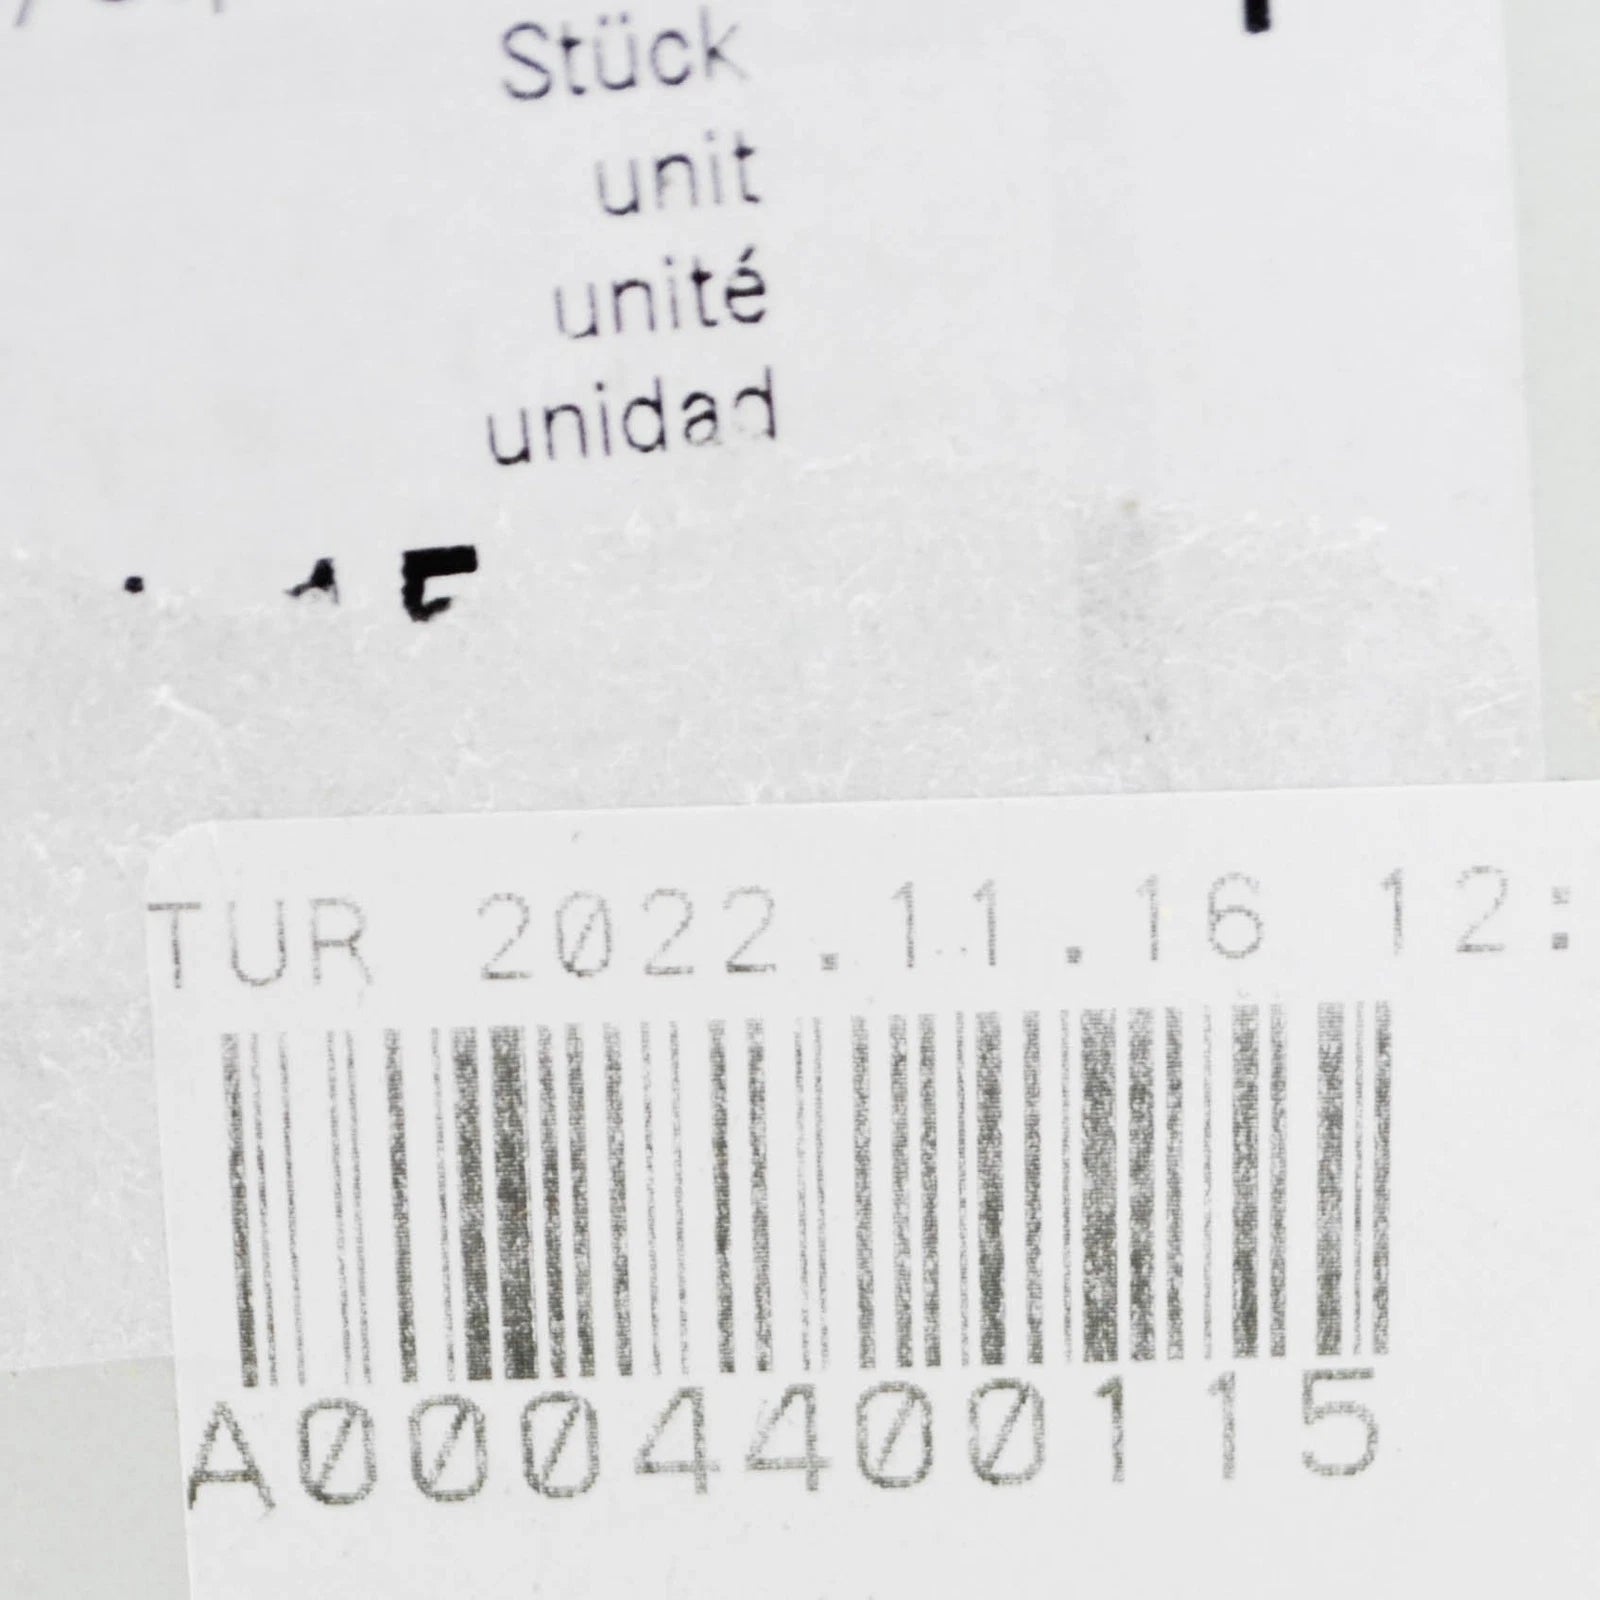 Stück
unit
unité
unidad
TUR 2022.11.16 12:
A0004400115